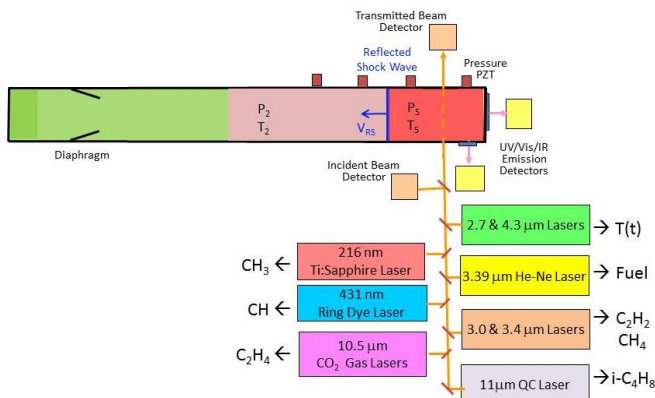 Transmitted Beam
Detector
Reflected
Shock Wave
Pressure
PZT
P₂
T₂
V_RS
P₅
T₅
Diaphragm
Incident Beam
Detector
UV/Vis/IR
Emission
Detectors
2.7 & 4.3 μm Lasers
→ T(t)
CH₃ ←
216 nm
Ti:Sapphire Laser
3.39 μm He-Ne Laser
→ Fuel
CH ←
431 nm
Ring Dye Laser
3.0 & 3.4 μm Lasers
→ C₂H₂
CH₄
C₂H₄ ←
10.5 μm
CO₂ Gas Lasers
11μm QC Laser
→ i-C₄H₈